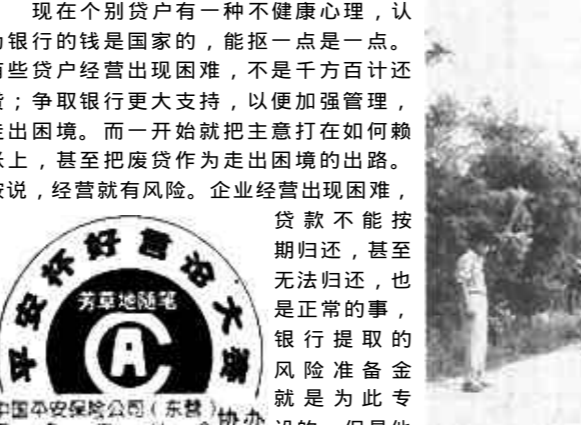 现在个别贷户有一种不健康心理，认
为银行的钱是国家的，能抠一点是一点。
有些贷户经营出现困难，不是千方百计还
贷；争取银行更大支持，以便加强管理，
走出困境。而一开始就把主意打在如何赖
账上，甚至把废贷作为走出困境的出路。
按说，经营就有风险。企业经营出现困难，
贷款不能按
期归还，甚至
无法归还，也
是正常的事，
银行提取的
风险准备金
就是为此专
设的。但是他
平安杯好言论大赛
芳草地随笔
CA
中国平安保险公司（东营）协办